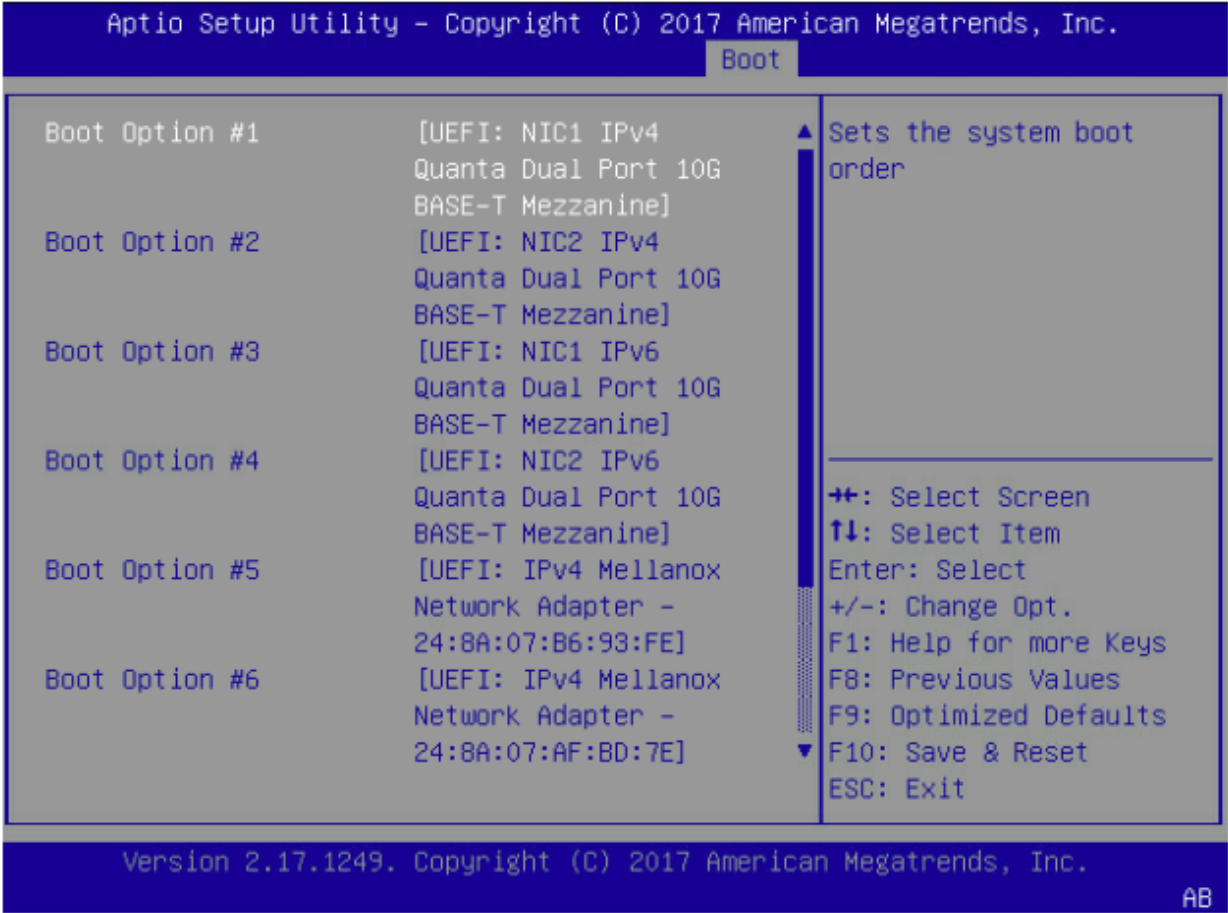 Aptio Setup Utility – Copyright (C) 2017 American Megatrends, Inc.
Boot
Boot Option #1 [UEFI: NIC1 IPv4
Quanta Dual Port 10G
BASE-T Mezzanine]
Boot Option #2 [UEFI: NIC2 IPv4
Quanta Dual Port 10G
BASE-T Mezzanine]
Boot Option #3 [UEFI: NIC1 IPv6
Quanta Dual Port 10G
BASE-T Mezzanine]
Boot Option #4 [UEFI: NIC2 IPv6
Quanta Dual Port 10G
BASE-T Mezzanine]
Boot Option #5 [UEFI: IPv4 Mellanox
Network Adapter –
24:8A:07:B6:93:FE]
Boot Option #6 [UEFI: IPv4 Mellanox
Network Adapter –
24:8A:07:AF:BD:7E]
Sets the system boot
order
→←: Select Screen
↑↓: Select Item
Enter: Select
+/-: Change Opt.
F1: Help for more Keys
F8: Previous Values
F9: Optimized Defaults
F10: Save & Reset
ESC: Exit
Version 2.17.1249. Copyright (C) 2017 American Megatrends, Inc.
AB